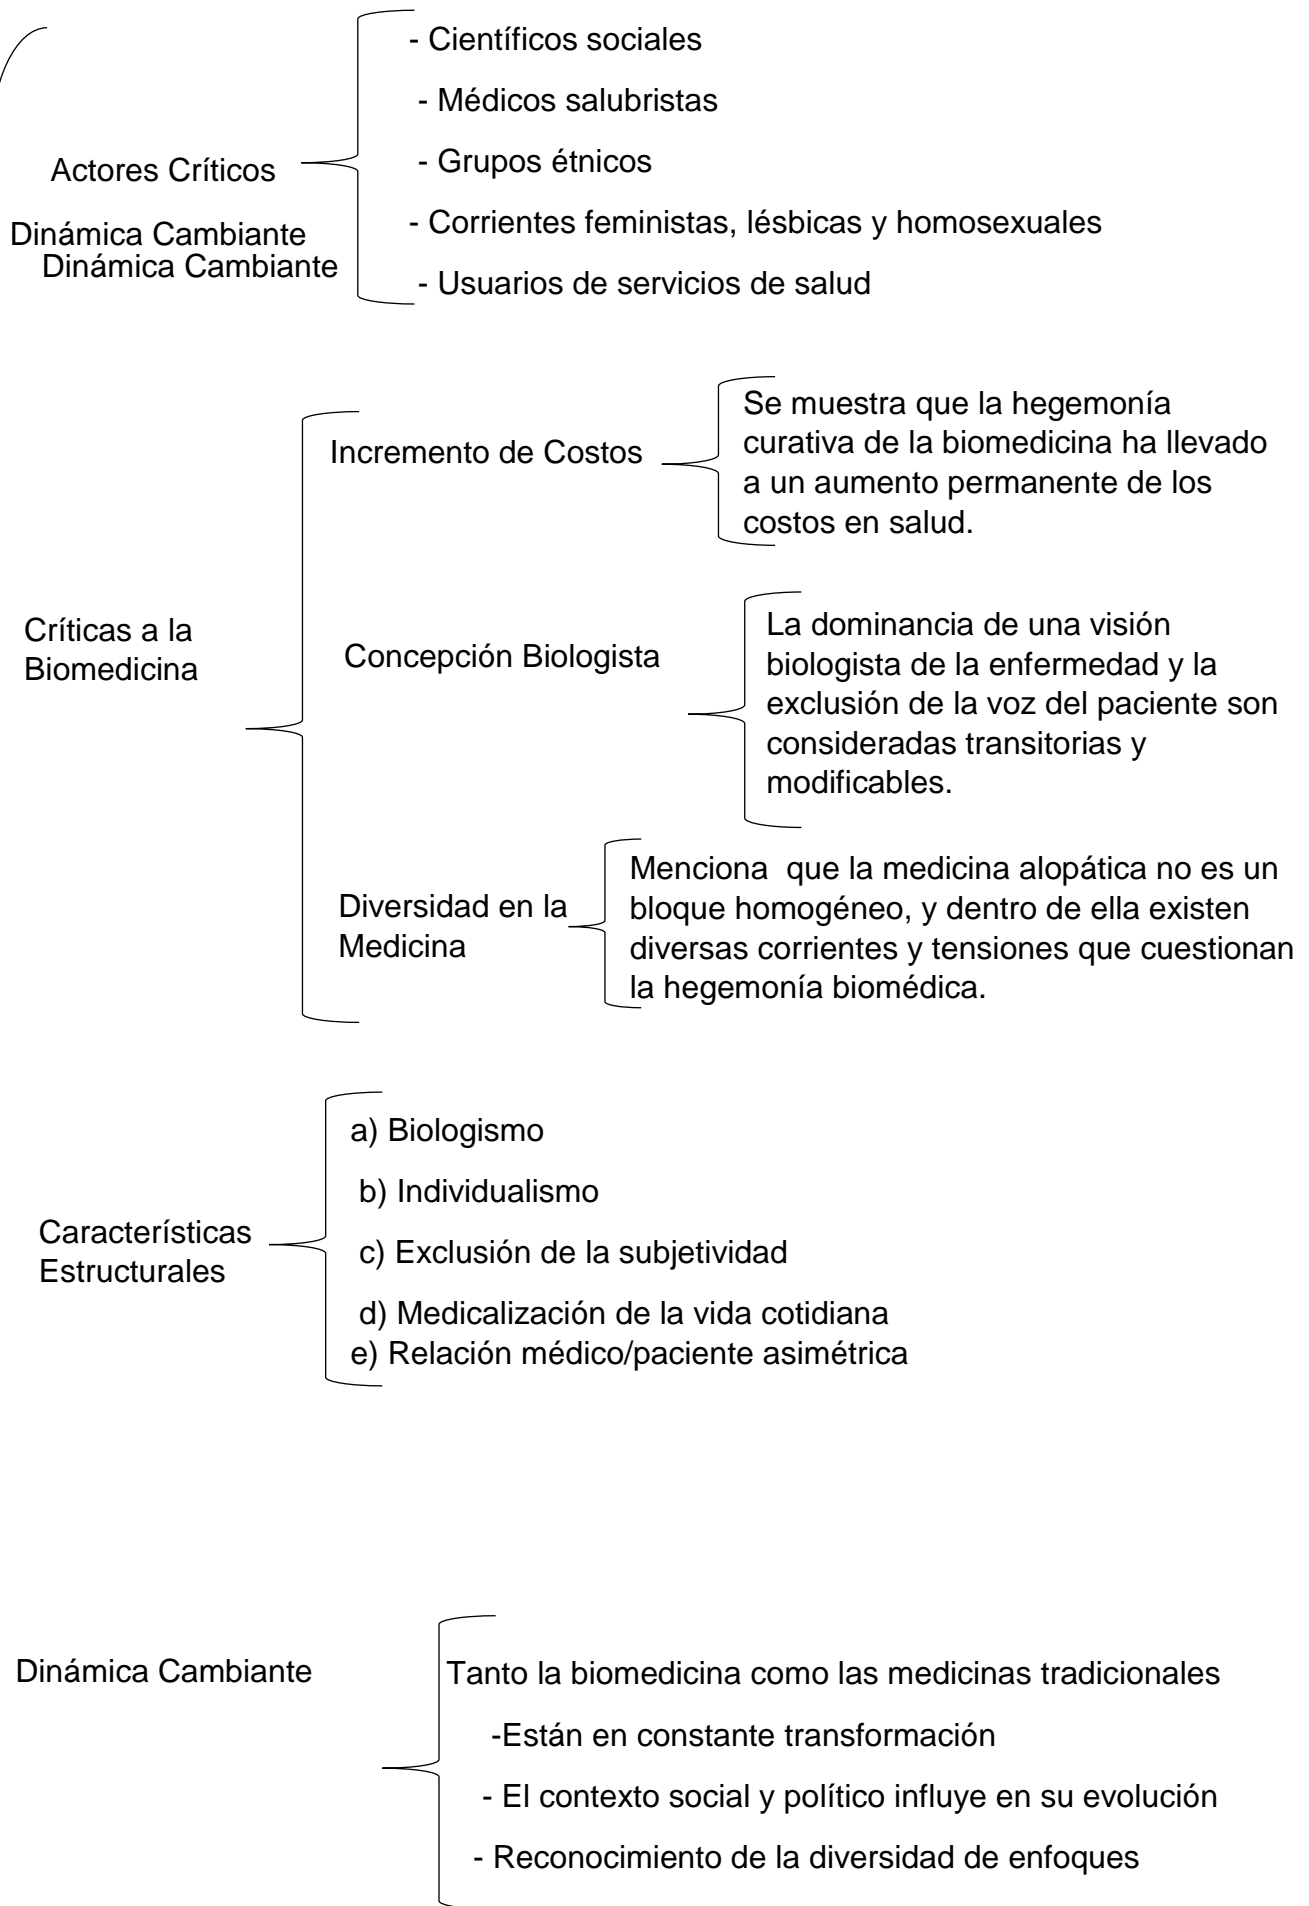 - Científicos sociales
- Médicos salubristas
Actores Críticos
- Grupos étnicos
Dinámica Cambiante
Dinámica Cambiante
- Corrientes feministas, lésbicas y homosexuales
- Usuarios de servicios de salud
Críticas a la
Biomedicina
Incremento de Costos
Se muestra que la hegemonía
curativa de la biomedicina ha llevado
a un aumento permanente de los
costos en salud.
Concepción Biologista
La dominancia de una visión
biologista de la enfermedad y la
exclusión de la voz del paciente son
consideradas transitorias y
modificables.
Diversidad en la
Medicina
Menciona  que la medicina alopática no es un
bloque homogéneo, y dentro de ella existen
diversas corrientes y tensiones que cuestionan
la hegemonía biomédica.
Características
Estructurales
a) Biologismo
b) Individualismo
c) Exclusión de la subjetividad
d) Medicalización de la vida cotidiana
e) Relación médico/paciente asimétrica
Dinámica Cambiante
Tanto la biomedicina como las medicinas tradicionales
-Están en constante transformación
- El contexto social y político influye en su evolución
- Reconocimiento de la diversidad de enfoques